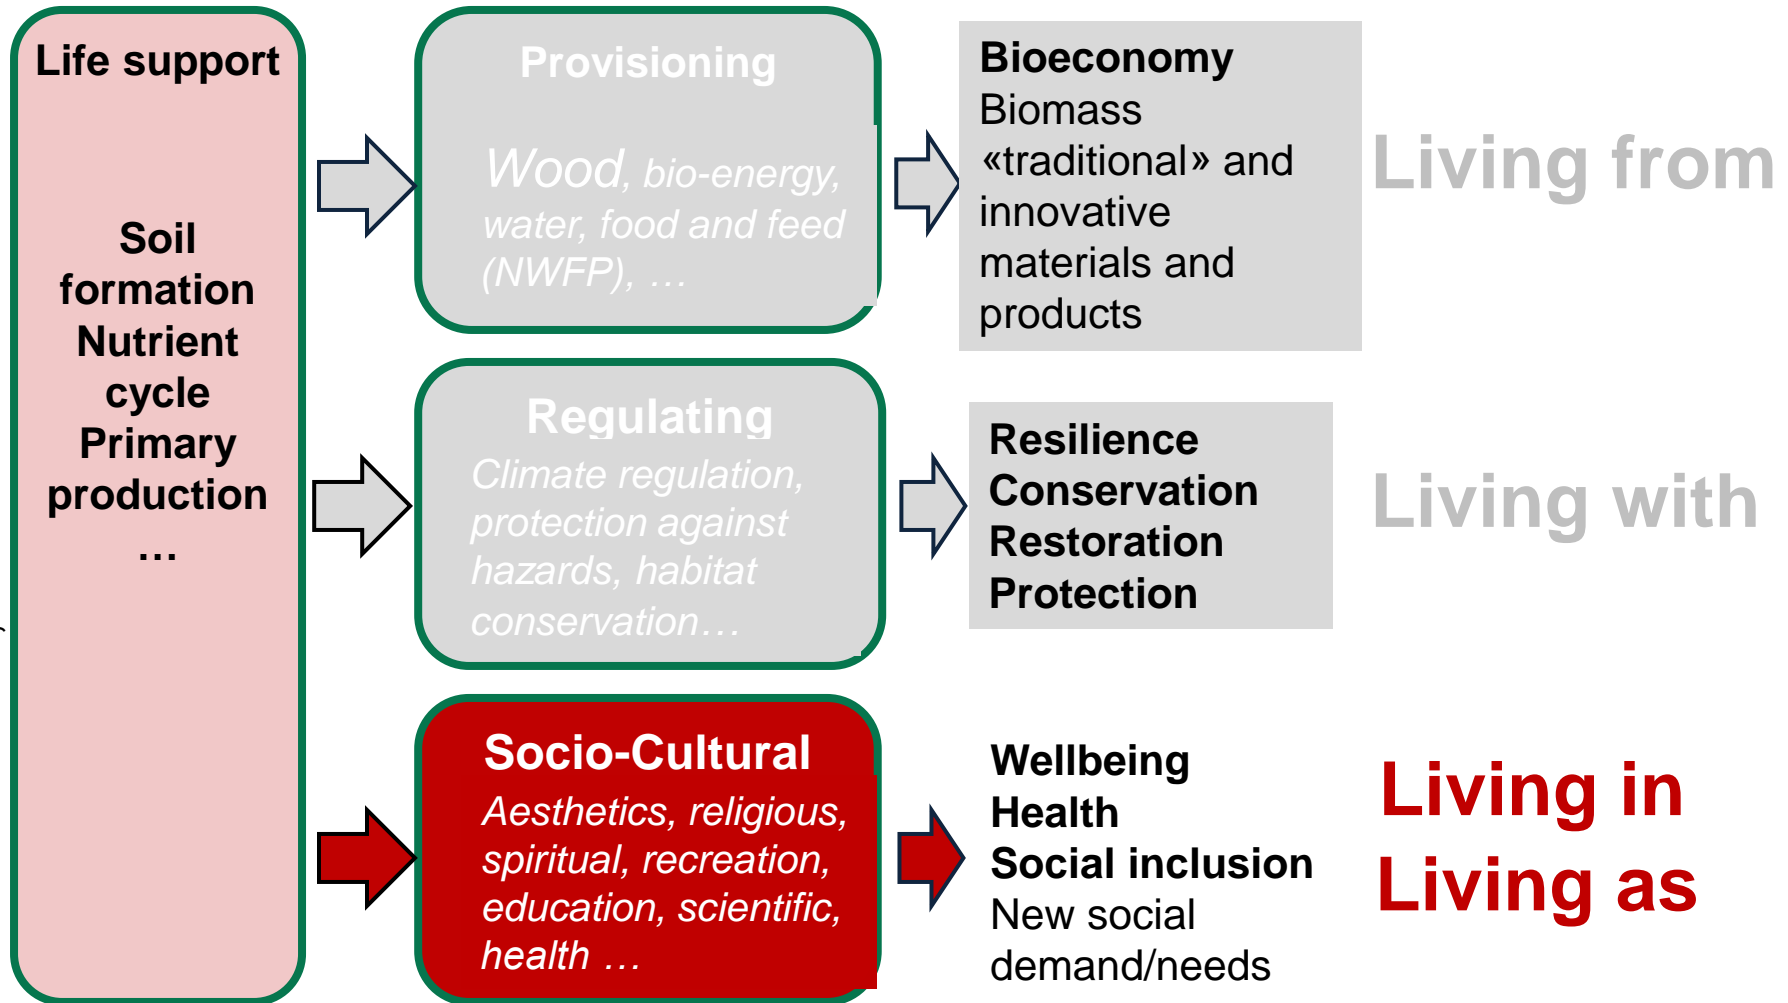 Life support
Soil
formation
Nutrient
cycle
Primary
production
…
Provisioning
Wood, bio-energy,
water, food and feed
(NWFP), …
Bioeconomy
Biomass
«traditional» and
innovative
materials and
products
Living from
Regulating
Climate regulation,
protection against
hazards, habitat
conservation…
Resilience
Conservation
Restoration
Protection
Living with
Socio-Cultural
Aesthetics, religious,
spiritual, recreation,
education, scientific,
health …
Wellbeing
Health
Social inclusion
New social
demand/needs
Living in
Living as